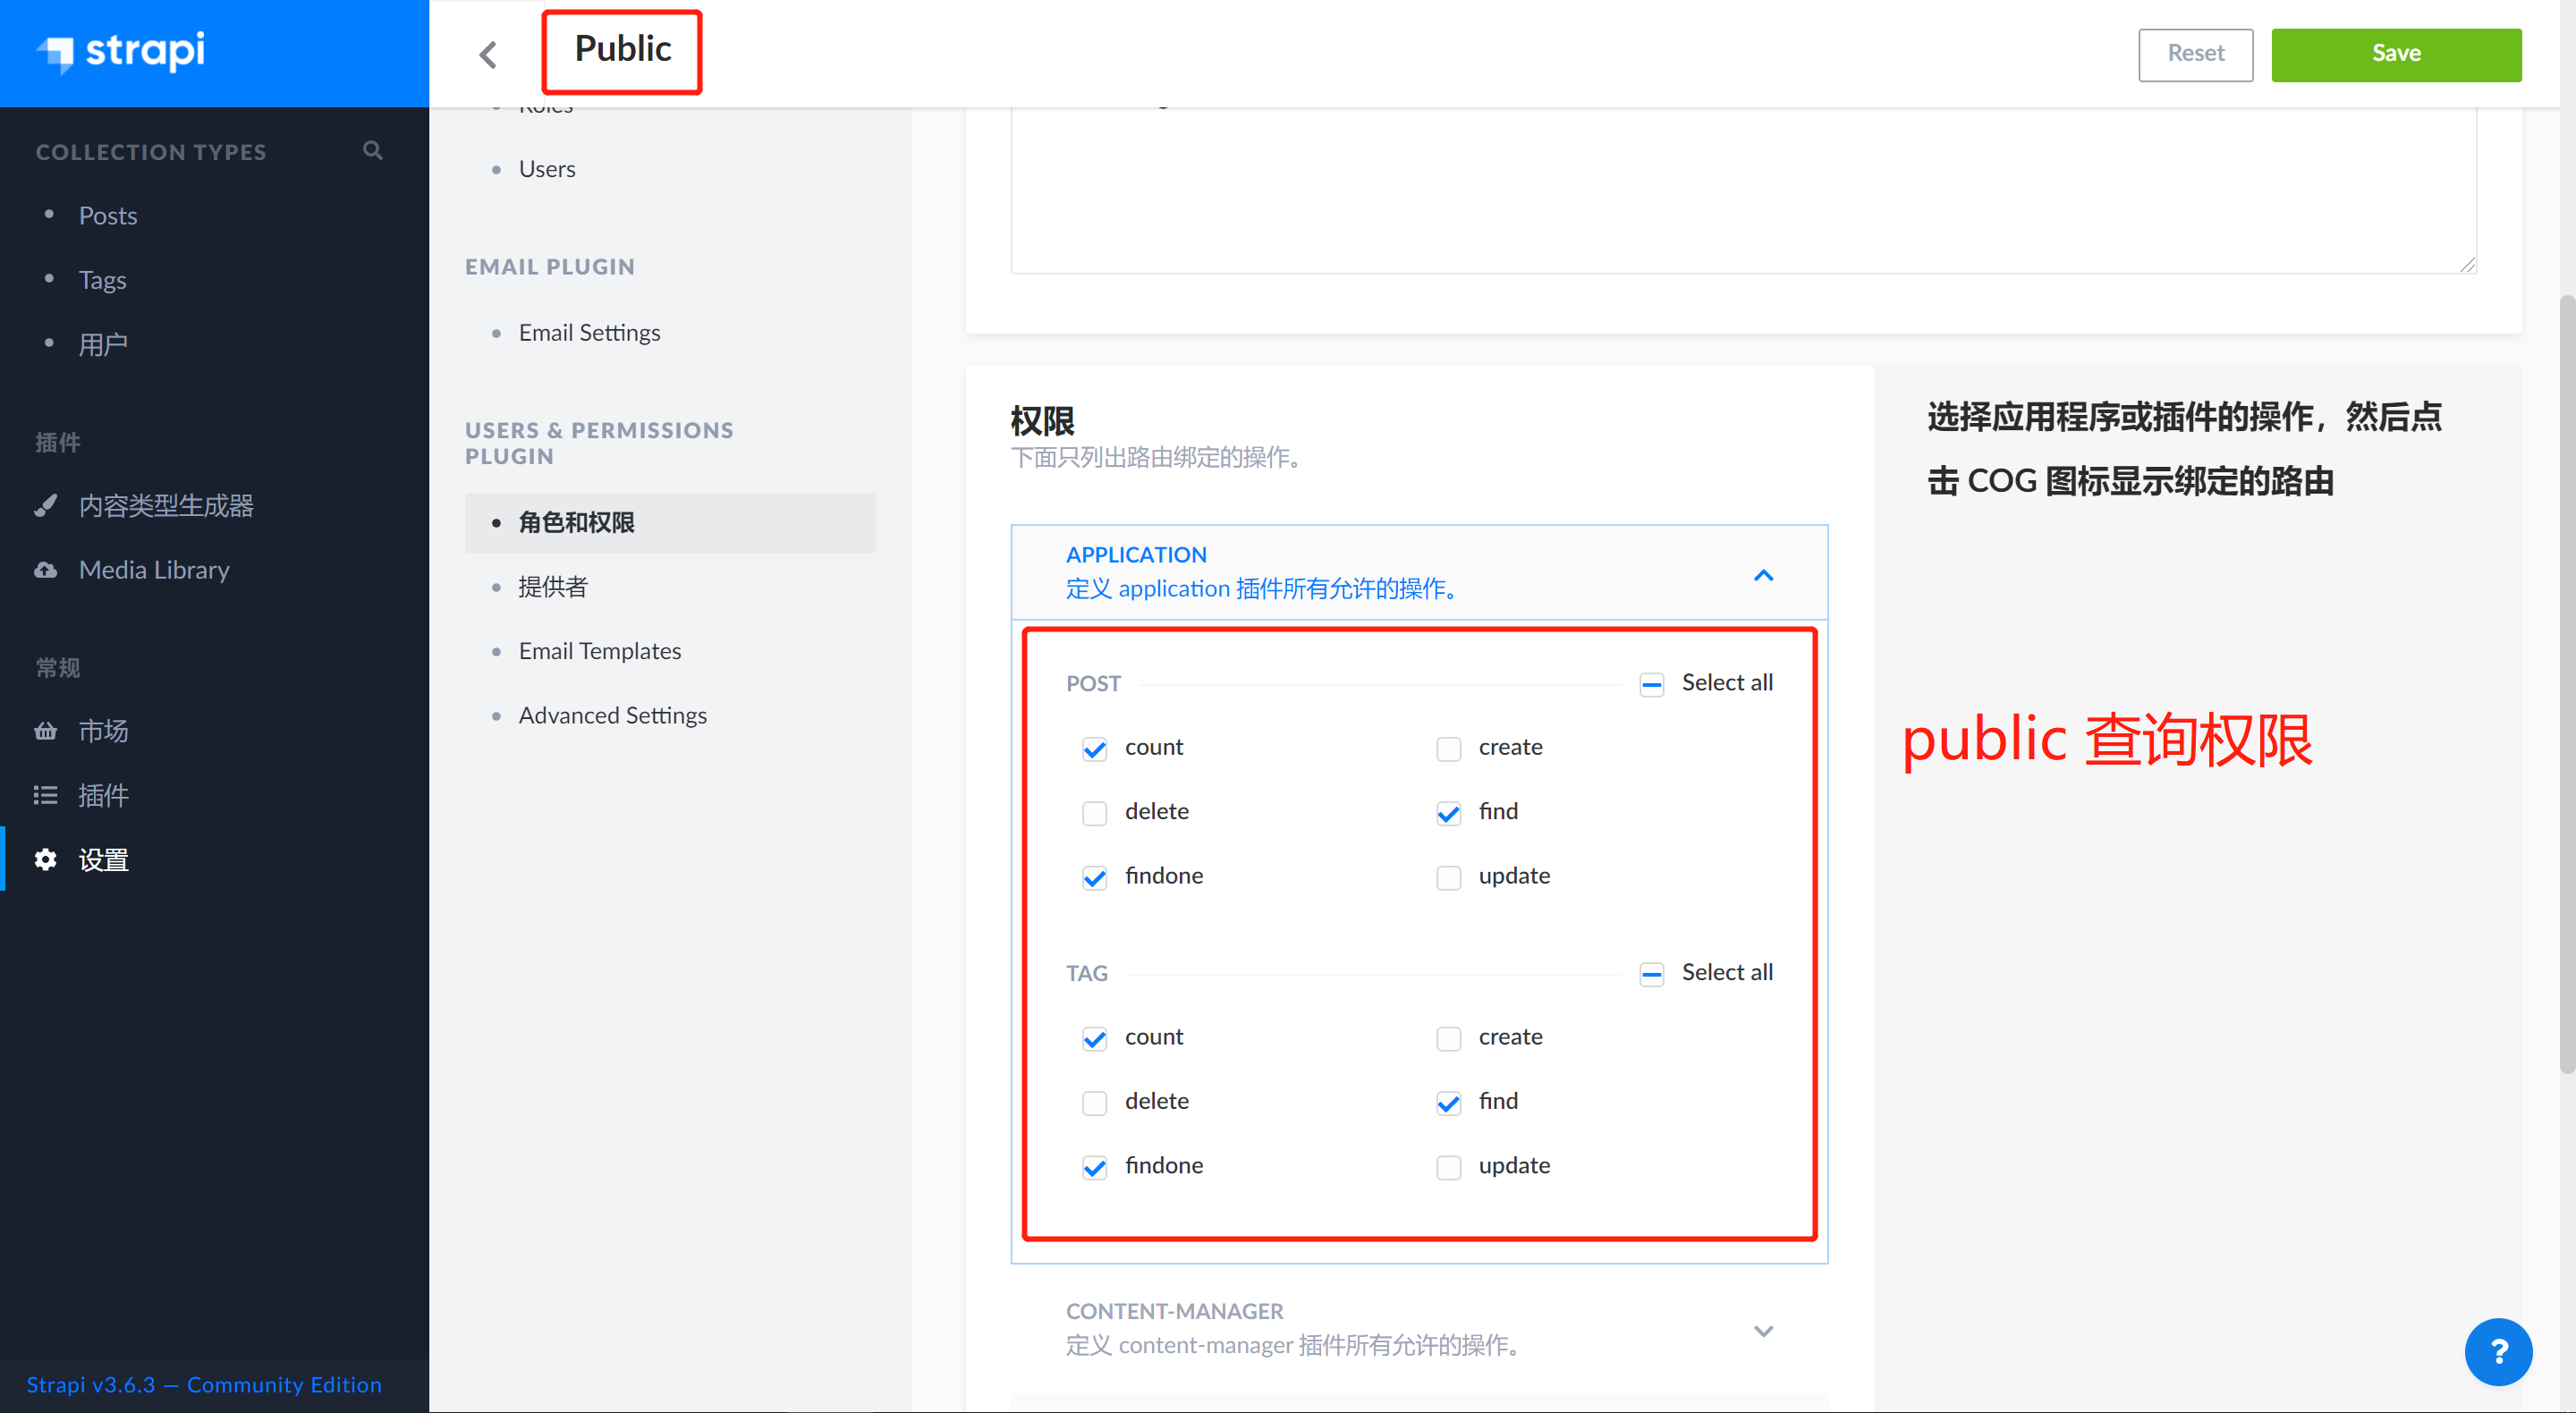 strapi
COLLECTION TYPES
Posts
Tags
用户
插件
内容类型生成器
Media Library
常规
市场
插件
设置
Strapi v3.6.3 — Community Edition
Public
Reset
Save
Roles
Users
EMAIL PLUGIN
Email Settings
USERS & PERMISSIONS
PLUGIN
角色和权限
提供者
Email Templates
Advanced Settings
权限
下面只列出路由绑定的操作。
APPLICATION
定义 application 插件所有允许的操作。
POST
Select all
count
create
delete
find
findone
update
TAG
Select all
count
create
delete
find
findone
update
CONTENT-MANAGER
定义 content-manager 插件所有允许的操作。
选择应用程序或插件的操作，然后点
击 COG 图标显示绑定的路由
public 查询权限
?